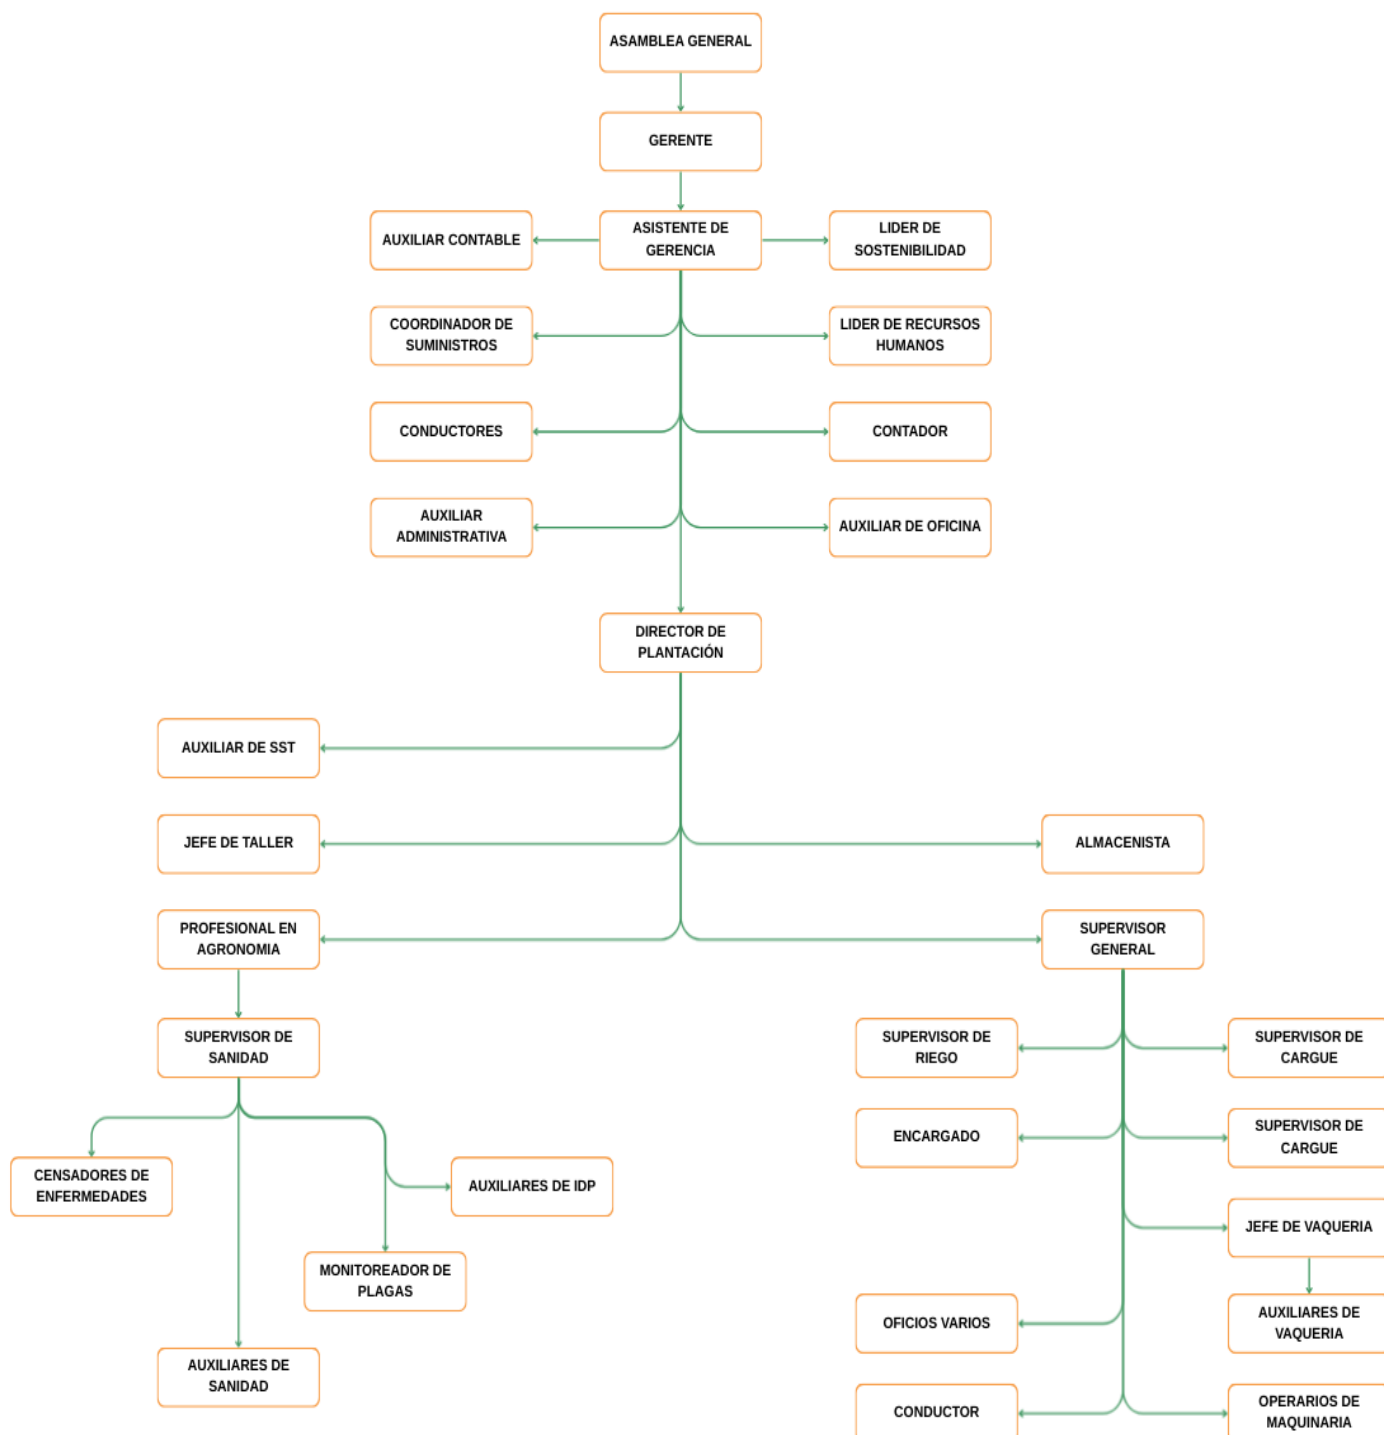 ASAMBLEA GENERAL
GERENTE
AUXILIAR CONTABLE
ASISTENTE DE
GERENCIA
LIDER DE
SOSTENIBILIDAD
COORDINADOR DE
SUMINISTROS
LIDER DE RECURSOS
HUMANOS
CONDUCTORES
CONTADOR
AUXILIAR
ADMINISTRATIVA
AUXILIAR DE OFICINA
DIRECTOR DE
PLANTACIÓN
AUXILIAR DE SST
JEFE DE TALLER
ALMACENISTA
PROFESIONAL EN
AGRONOMIA
SUPERVISOR
GENERAL
SUPERVISOR DE
SANIDAD
SUPERVISOR DE
RIEGO
SUPERVISOR DE
CARGUE
ENCARGADO
SUPERVISOR DE
CARGUE
CENSADORES DE
ENFERMEDADES
AUXILIARES DE IDP
JEFE DE VAQUERIA
MONITOREADOR DE
PLAGAS
OFICIOS VARIOS
AUXILIARES DE
VAQUERIA
AUXILIARES DE
SANIDAD
CONDUCTOR
OPERARIOS DE
MAQUINARIA